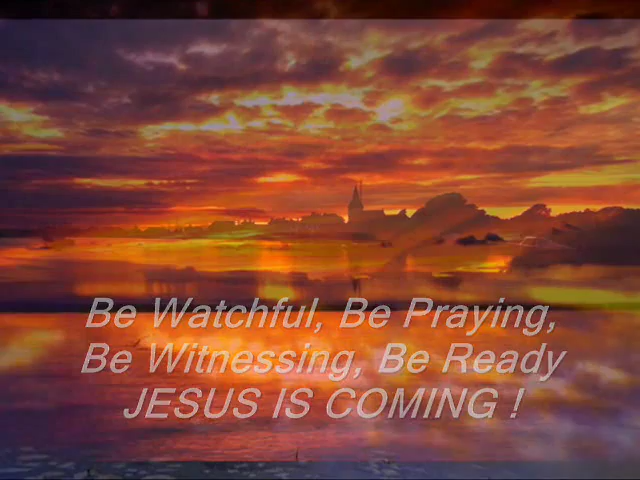 Be Watchful, Be Praying,
Be Witnessing, Be Ready
JESUS IS COMING !